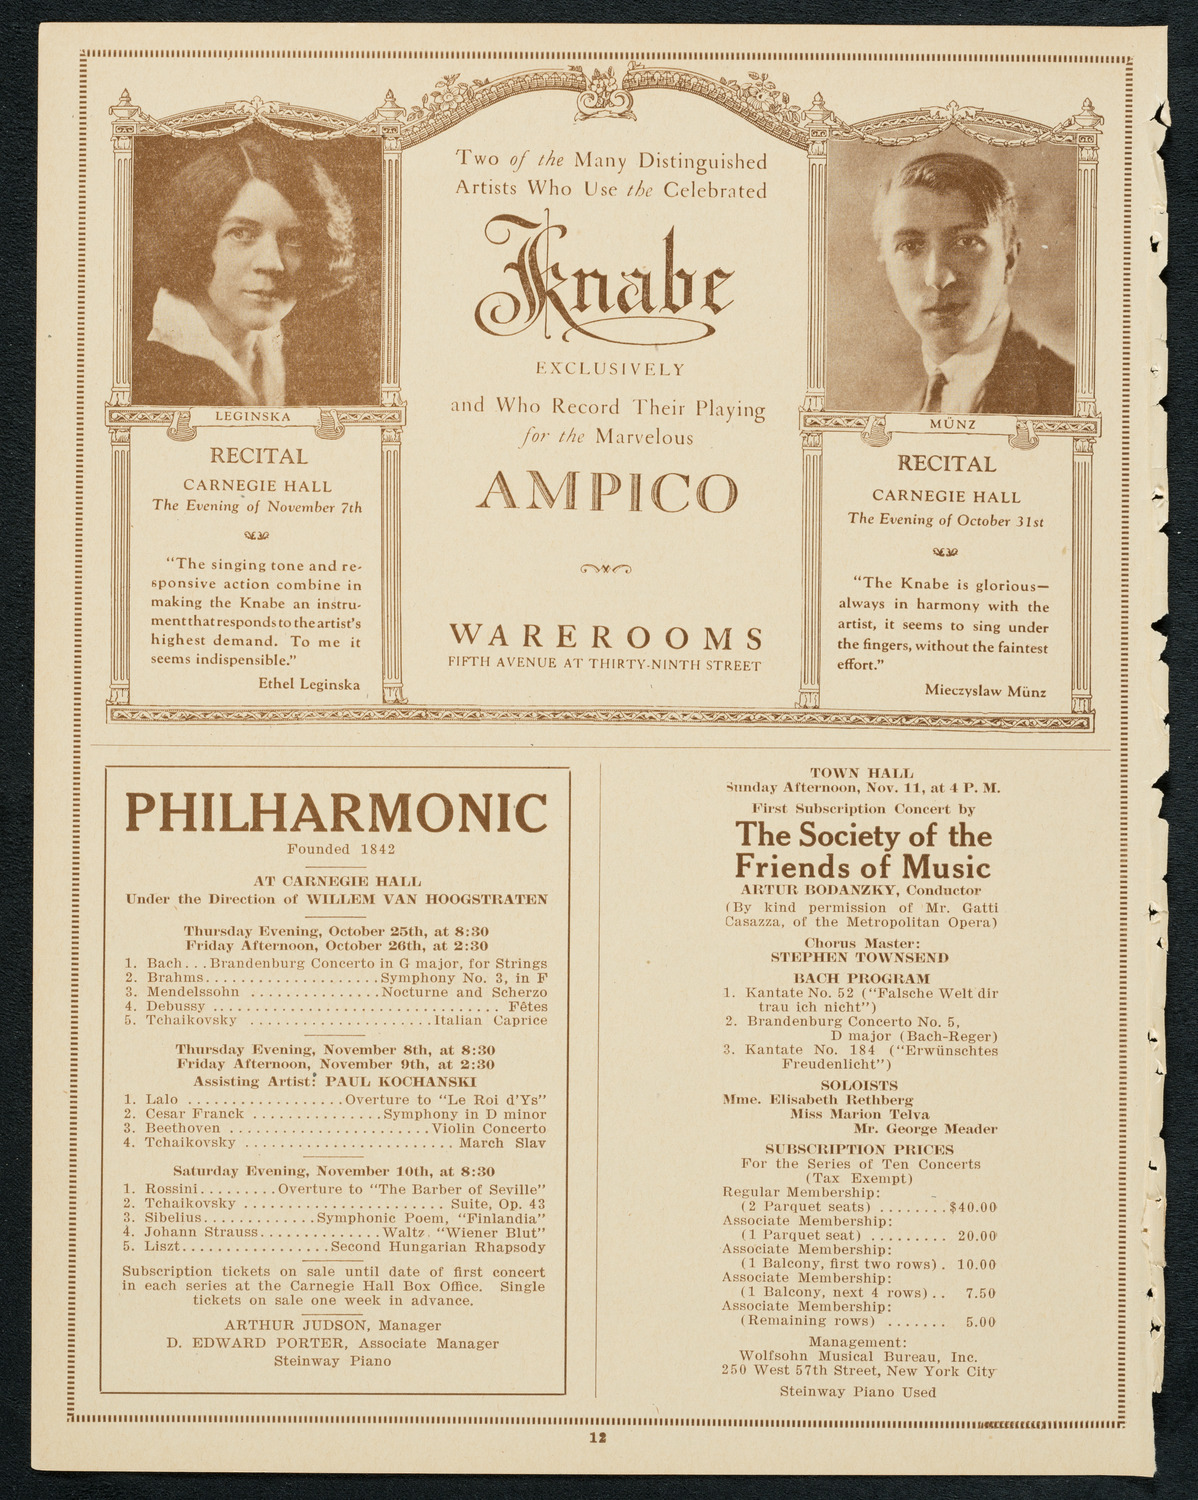 Two of the Many Distinguished
Artists Who Use the Celebrated
Knabe
EXCLUSIVELY
and Who Record Their Playing
for the Marvelous
AMPICO
WAREROOMS
FIFTH AVENUE AT THIRTY-NINTH STREET
LEGINSKA
RECITAL
CARNEGIE HALL
The Evening of November 7th
"The singing tone and re-
sponsive action combine in
making the Knabe an instru-
ment that responds to the artist's
highest demand. To me it
seems indispensible."
Ethel Leginska
MÜNZ
RECITAL
CARNEGIE HALL
The Evening of October 31st
"The Knabe is glorious—
always in harmony with the
artist, it seems to sing under
the fingers, without the faintest
effort."
Mieczyslaw Münz
PHILHARMONIC
Founded 1842
AT CARNEGIE HALL
Under the Direction of WILLEM VAN HOOGSTRATEN
Thursday Evening, October 25th, at 8:30
Friday Afternoon, October 26th, at 2:30
1. Bach...Brandenburg Concerto in G major, for Strings
2. Brahms...................Symphony No. 3, in F
3. Mendelssohn ..............Nocturne and Scherzo
4. Debussy ............................... Fêtes
5. Tchaikovsky ....................Italian Caprice
Thursday Evening, November 8th, at 8:30
Friday Afternoon, November 9th, at 2:30
Assisting Artist: PAUL KOCHANSKI
1. Lalo .................Overture to "Le Roi d'Ys"
2. Cesar Franck ..............Symphony in D minor
3. Beethoven ......................Violin Concerto
4. Tchaikovsky ....................... March Slav
Saturday Evening, November 10th, at 8:30
1. Rossini.........Overture to "The Barber of Seville"
2. Tchaikovsky ...................... Suite, Op. 43
3. Sibelius.............Symphonic Poem, "Finlandia"
4. Johann Strauss.............Waltz "Wiener Blut"
5. Liszt................Second Hungarian Rhapsody
Subscription tickets on sale until date of first concert
in each series at the Carnegie Hall Box Office. Single
tickets on sale one week in advance.
ARTHUR JUDSON, Manager
D. EDWARD PORTER, Associate Manager
Steinway Piano
TOWN HALL
Sunday Afternoon, Nov. 11, at 4 P. M.
First Subscription Concert by
The Society of the
Friends of Music
ARTUR BODANZKY, Conductor
(By kind permission of Mr. Gatti
Casazza, of the Metropolitan Opera)
Chorus Master:
STEPHEN TOWNSEND
BACH PROGRAM
1. Kantate No. 52 ("Falsche Welt dir
trau ich nicht")
2. Brandenburg Concerto No. 5,
D major (Bach-Reger)
3. Kantate No. 184 ("Erwünschtes
Freudenlicht")
SOLOISTS
Mme. Elisabeth Rethberg
Miss Marion Telva
Mr. George Meader
SUBSCRIPTION PRICES
For the Series of Ten Concerts
(Tax Exempt)
Regular Membership:
(2 Parquet seats) ........$40.00
Associate Membership:
(1 Parquet seat) ......... 20.00
Associate Membership:
(1 Balcony, first two rows) . 10.00
Associate Membership:
(1 Balcony, next 4 rows) .. 7.50
Associate Membership:
(Remaining rows) ....... 5.00
Management:
Wolfsohn Musical Bureau, Inc.
250 West 57th Street, New York City
Steinway Piano Used
12